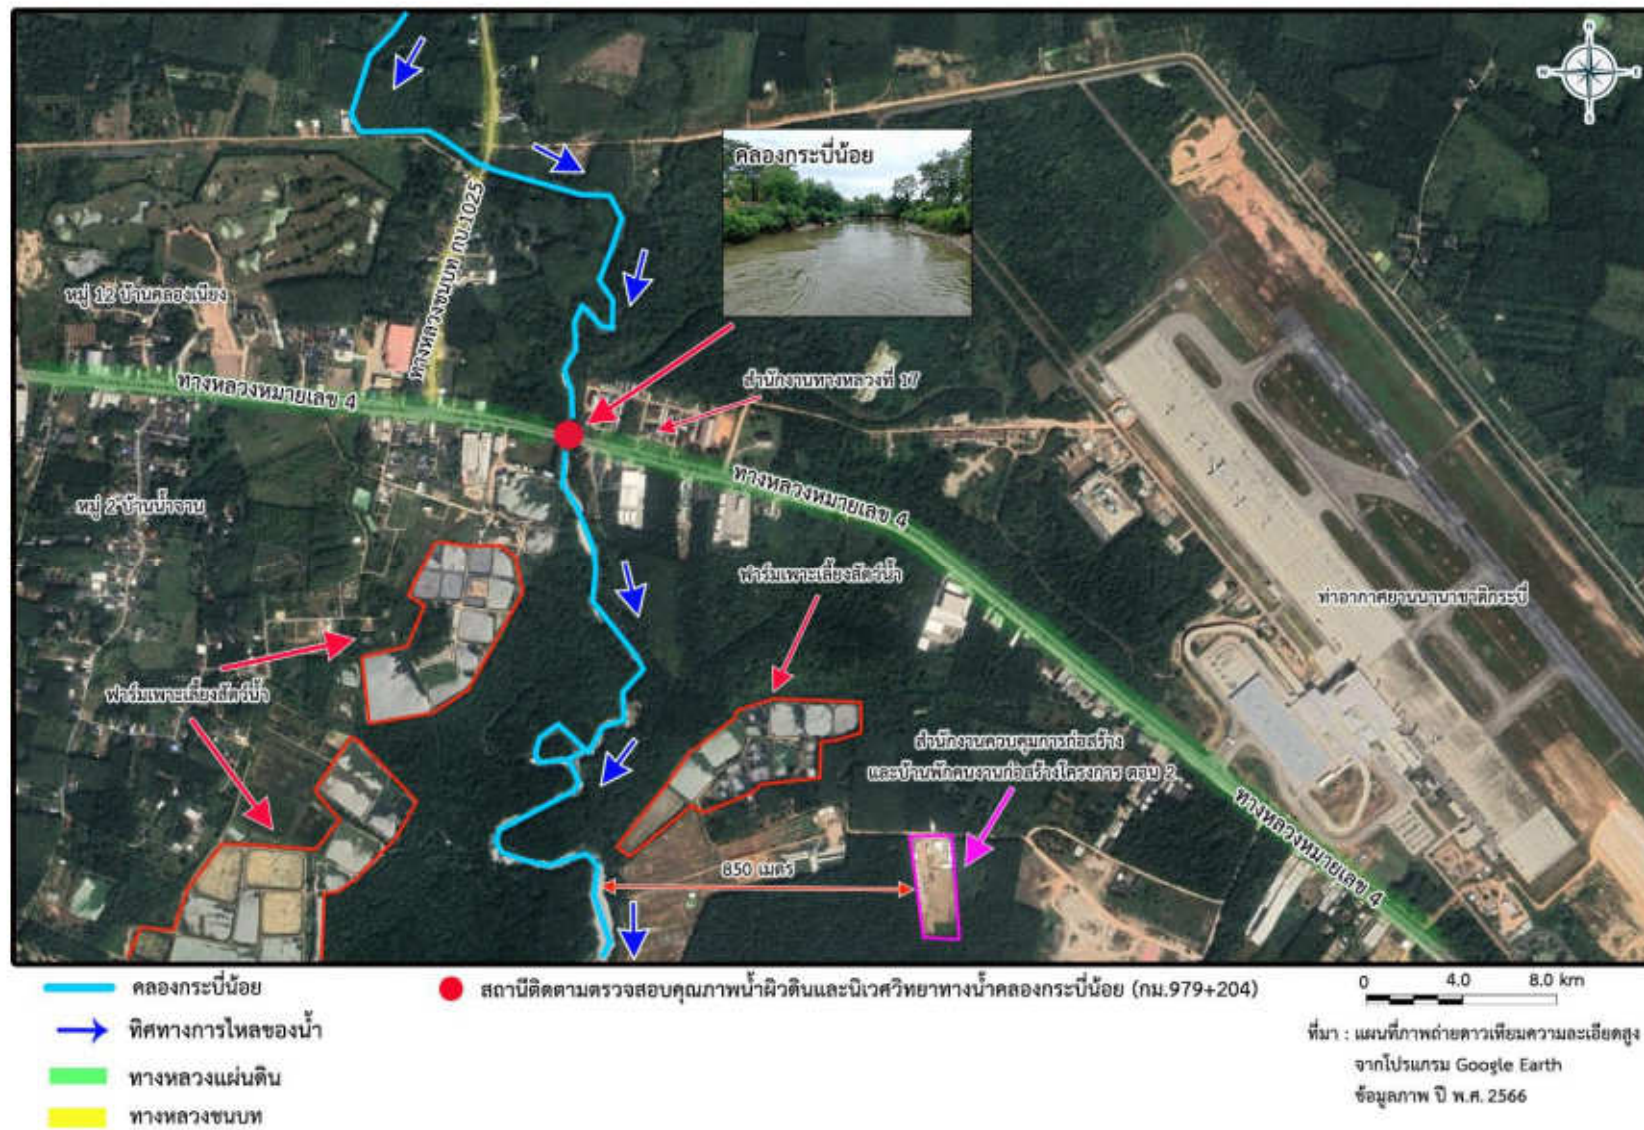 N
W
E
S
คลองกระบี่น้อย
ทางหลวงชนบท กบ.1025
หมู่ 12 บ้านคลองเนียง
ทางหลวงหมายเลข 4
สำนักงานทางหลวงที่ 17
หมู่ 2 บ้านน้ำจาน
ทางหลวงหมายเลข 4
ฟาร์มเพาะเลี้ยงสัตว์น้ำ
ท่าอากาศยานนานาชาติกระบี่
ฟาร์มเพาะเลี้ยงสัตว์น้ำ
สำนักงานควบคุมการก่อสร้าง
และบ้านพักคนงานก่อสร้างโครงการ ตอน 2
ทางหลวงหมายเลข 4
850 เมตร
คลองกระบี่น้อย
ทิศทางการไหลของน้ำ
ทางหลวงแผ่นดิน
ทางหลวงชนบท
สถานีติดตามตรวจสอบคุณภาพน้ำผิวดินและนิเวศวิทยาทางน้ำคลองกระบี่น้อย (กม.979+204)
0 4.0 8.0 km
ที่มา : แผนที่ภาพถ่ายดาวเทียมความละเอียดสูง
จากโปรแกรม Google Earth
ข้อมูลภาพ ปี พ.ศ. 2566